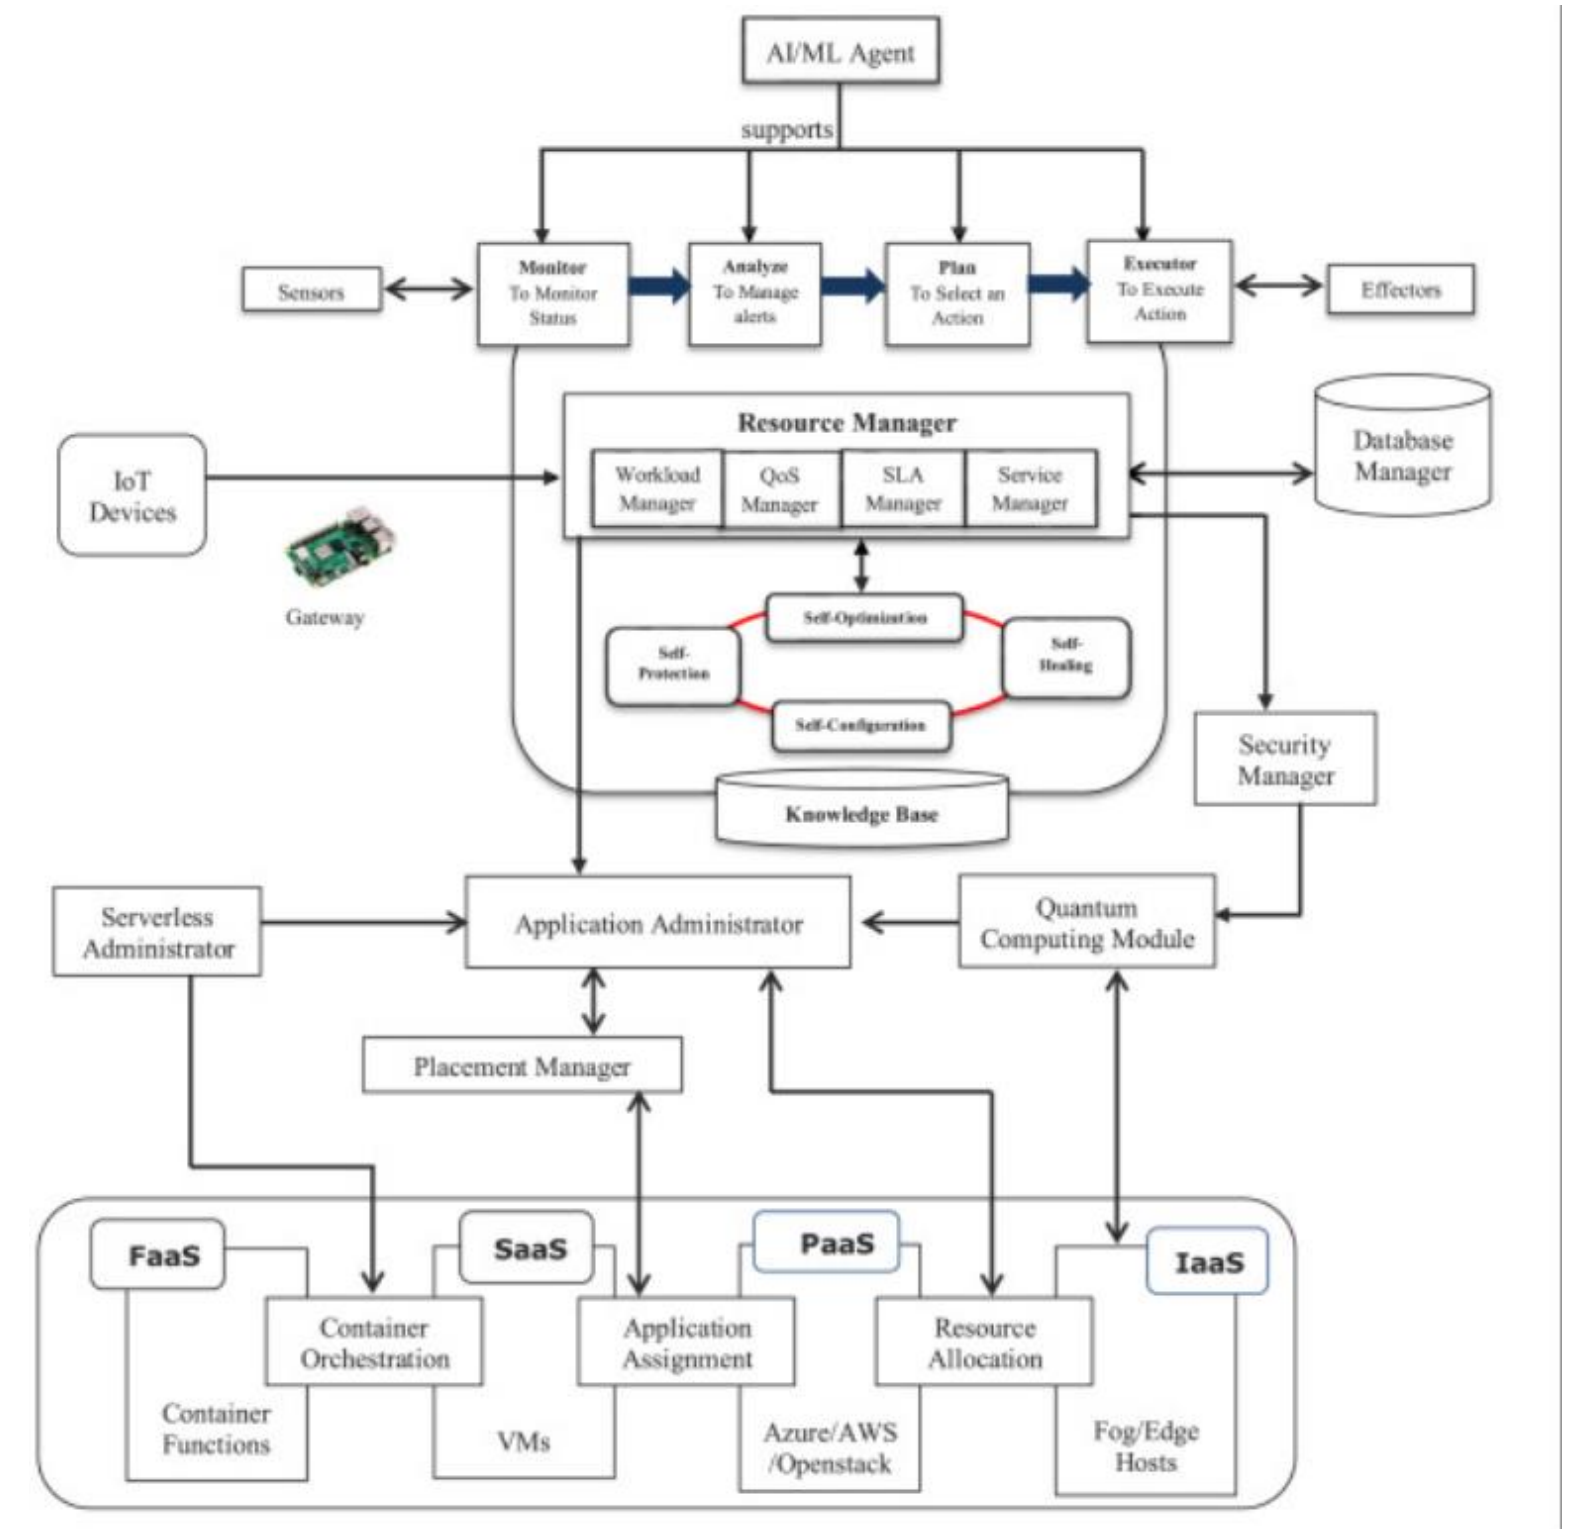 AI/ML Agent
supports
Sensors
Monitor
To Monitor
Status
Analyze
To Manage
alerts
Plan
To Select an
Action
Executor
To Execute
Action
Effectors
IoT
Devices
Gateway
Resource Manager
Workload
Manager
QoS
Manager
SLA
Manager
Service
Manager
Database
Manager
Self-Optimization
Self-
Protection
Self-
Healing
Self-Configuration
Knowledge Base
Security
Manager
Serverless
Administrator
Application Administrator
Quantum
Computing Module
Placement Manager
FaaS
SaaS
PaaS
IaaS
Container
Orchestration
Application
Assignment
Resource
Allocation
Container
Functions
VMs
Azure/AWS
/Openstack
Fog/Edge
Hosts